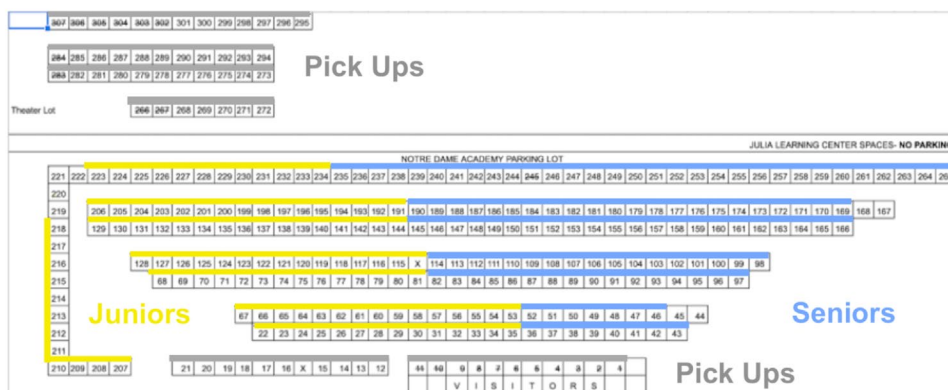 307 306 305 304 303 302 301 300 299 298 297 296 295
284 285 286 287 288 289 290 291 292 293 294
Pick Ups
283 282 281 280 279 278 277 276 275 274 273
Theater Lot 266 267 268 269 270 271 272
JULIA LEARNING CENTER SPACES- NO PARKING
NOTRE DAME ACADEMY PARKING LOT
221 222 223 224 225 226 227 228 229 230 231 232 233 234 235 236 237 238 239 240 241 242 243 244 245 246 247 248 249 250 251 252 253 254 255 256 257 258 259 260 261 262 263 264
220
219 206 205 204 203 202 201 200 199 198 197 196 195 194 193 192 191 190 189 188 187 186 185 184 183 182 181 180 179 178 177 176 175 174 173 172 171 170 169 168 167
218 129 130 131 132 133 134 135 136 137 138 139 140 141 142 143 144 145 146 147 148 149 150 151 152 153 154 155 156 157 158 159 160 161 162 163 164 165 166
217
216 128 127 126 125 124 123 122 121 120 119 118 117 116 115 X 114 113 112 111 110 109 108 107 106 105 104 103 102 101 100 99 98
215 68 69 70 71 72 73 74 75 76 77 78 79 80 81 82 83 84 85 86 87 88 89 90 91 92 93 94 95 96 97
214
Juniors
Seniors
213 67 66 65 64 63 62 61 60 59 58 57 56 55 54 53 52 51 50 49 48 47 46 45 44
212 22 23 24 25 26 27 28 29 30 31 32 33 34 35 36 37 38 39 40 41 42 43
211
210 209 208 207 21 20 19 18 17 16 X 15 14 13 12 11 10 9 8 7 6 5 4 3 2 1
Pick Ups
V I S I T O R S